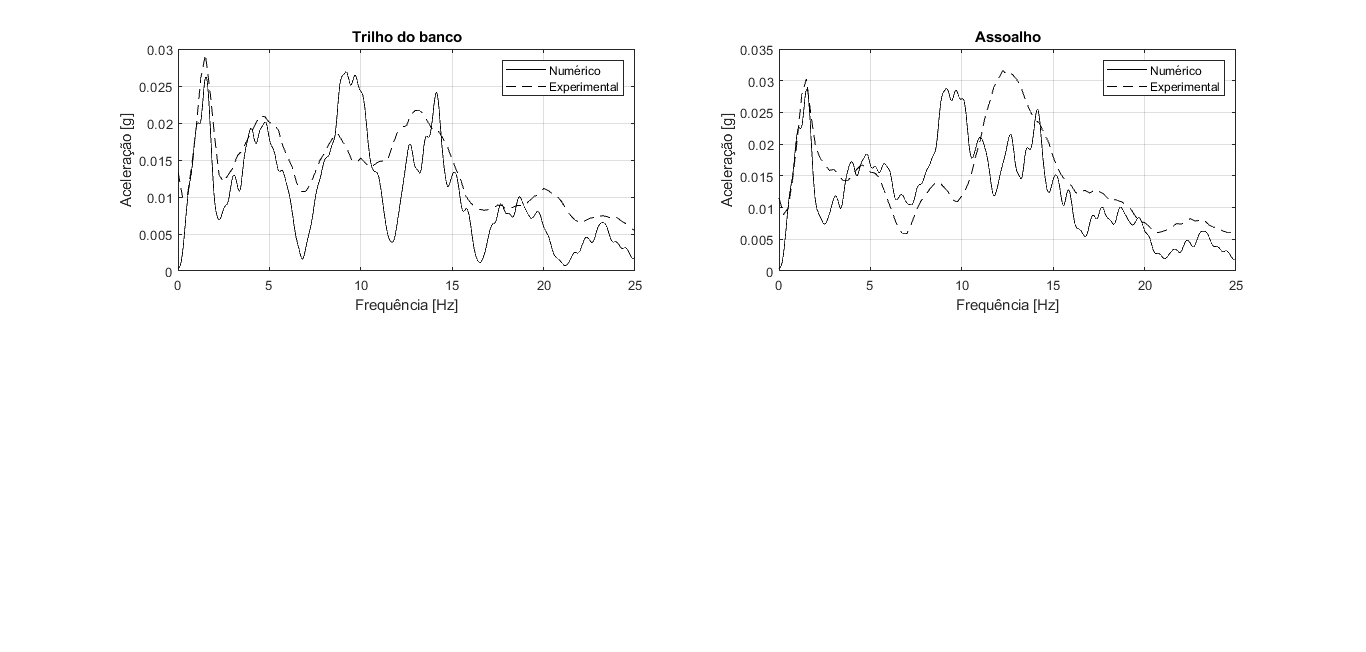 Trilho do banco
Aceleração [g]
0.03
0.025
0.02
0.015
0.01
0.005
0
Numérico
Experimental
0 5 10 15 20 25
Frequência [Hz]
Assoalho
Aceleração [g]
0.035
0.03
0.025
0.02
0.015
0.01
0.005
0
Numérico
Experimental
0 5 10 15 20 25
Frequência [Hz]